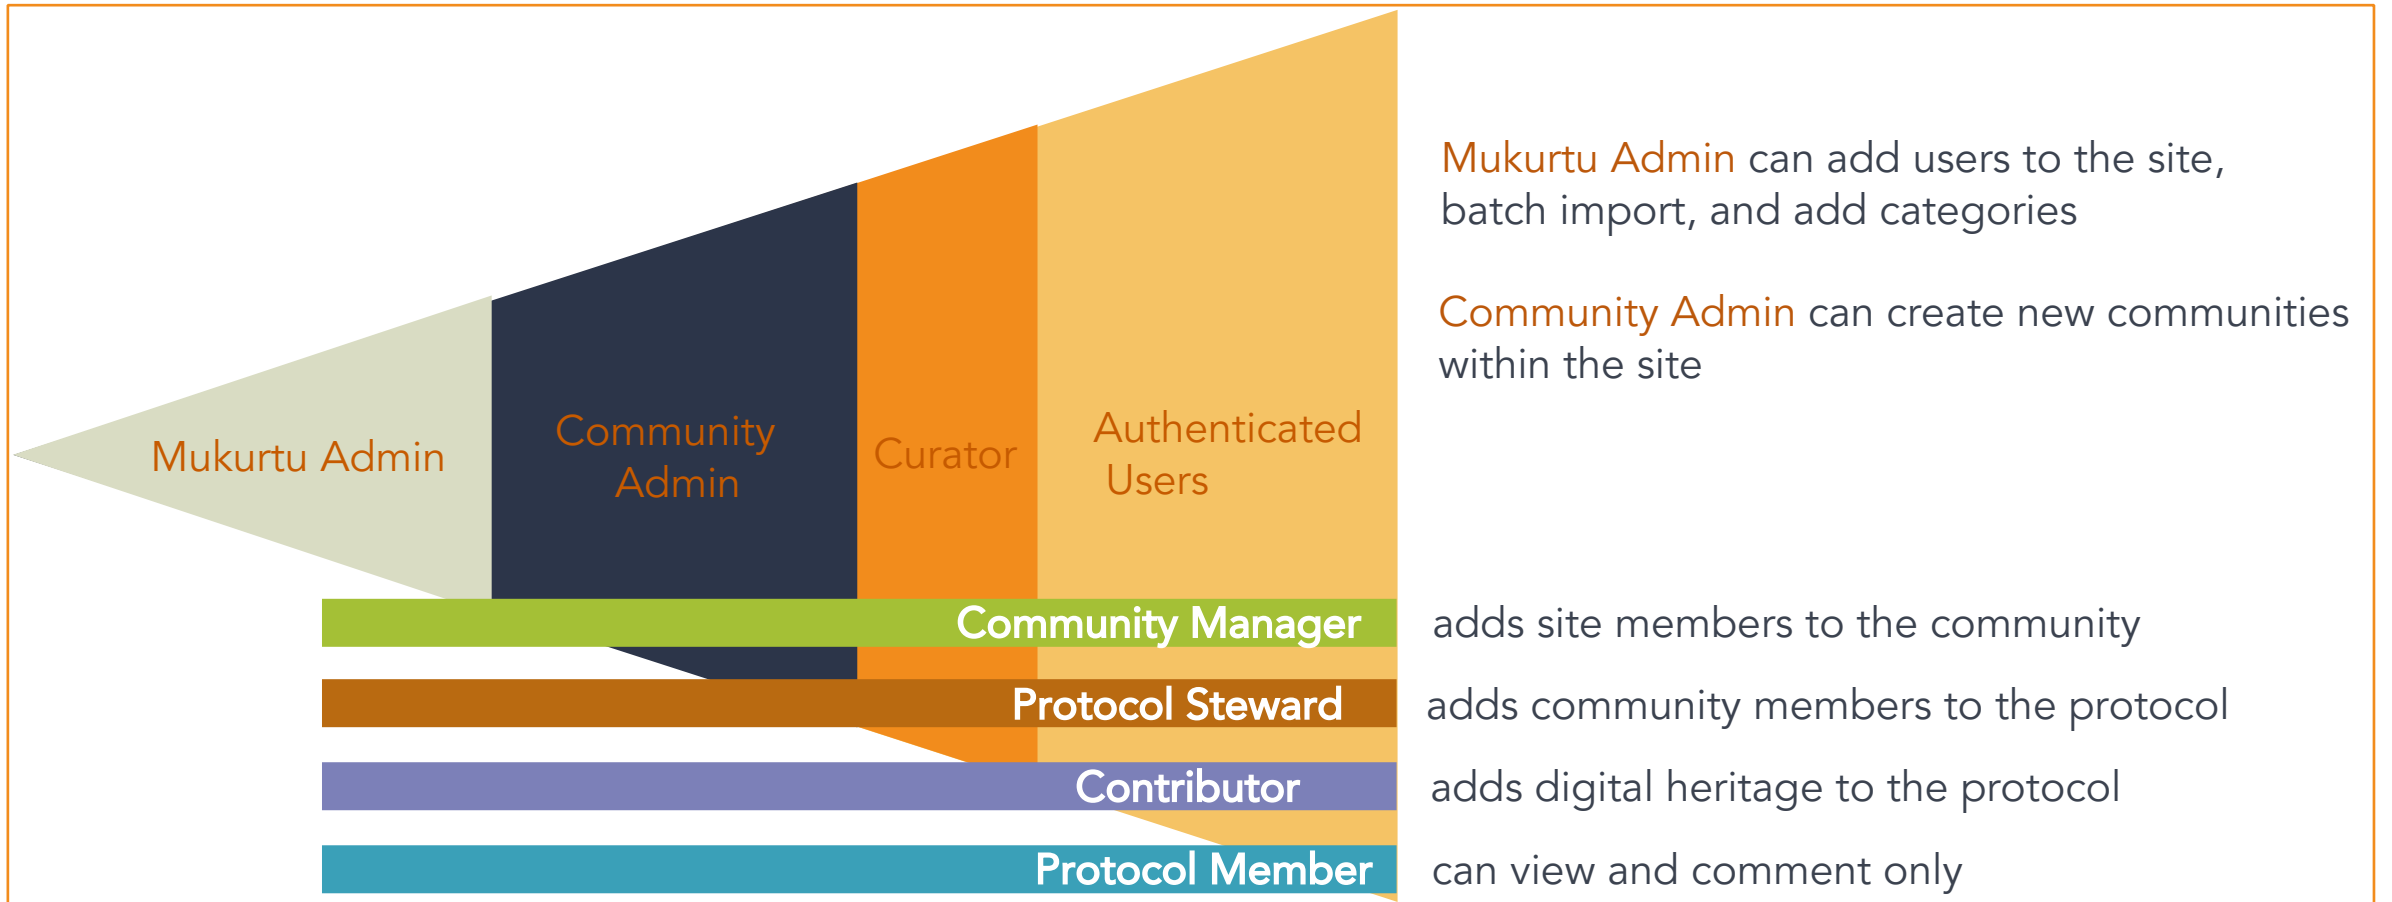 Mukurtu Admin
Community
Admin
Curator
Authenticated
Users
Mukurtu Admin can add users to the site,
batch import, and add categories
Community Admin can create new communities
within the site
Community Manager adds site members to the community
Protocol Steward adds community members to the protocol
Contributor adds digital heritage to the protocol
Protocol Member can view and comment only